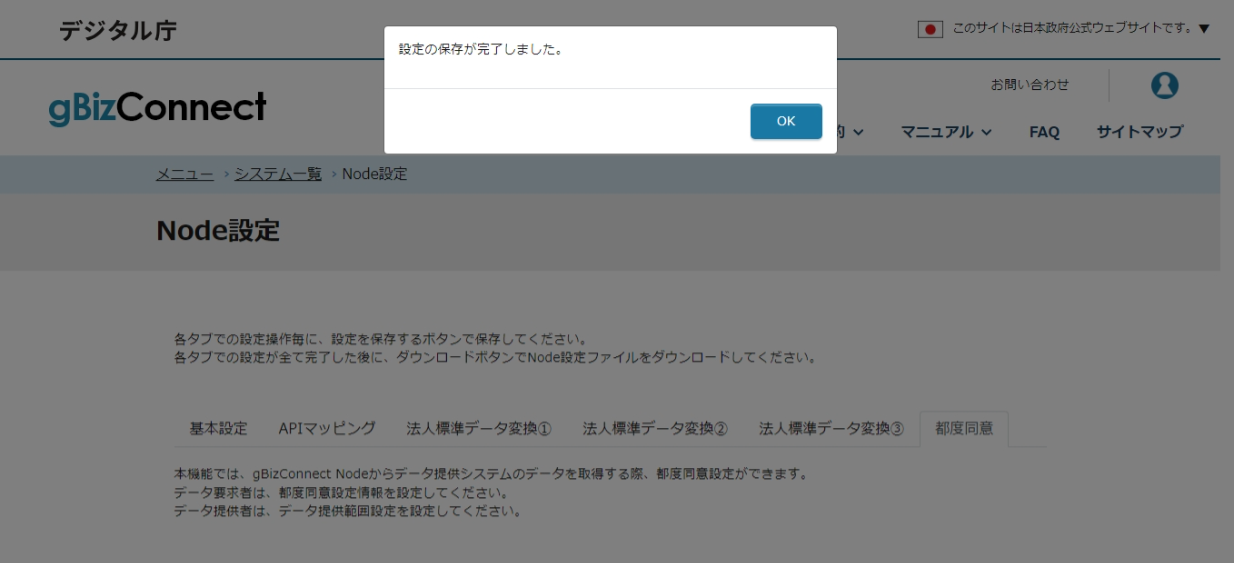 デジタル庁
このサイトは日本政府公式ウェブサイトです。▼
設定の保存が完了しました。
OK
gBizConnect
お問い合わせ
約 マニュアル FAQ サイトマップ
メニュー > システム一覧 > Node設定
Node設定
各タブでの設定操作毎に、設定を保存するボタンで保存してください。
各タブでの設定が全て完了した後に、ダウンロードボタンでNode設定ファイルをダウンロードしてください。
基本設定 APIマッピング 法人標準データ変換① 法人標準データ変換② 法人標準データ変換③ 都度同意
本機能では、gBizConnect Nodeからデータ提供システムのデータを取得する際、都度同意設定ができます。
データ要求者は、都度同意設定情報を設定してください。
データ提供者は、データ提供範囲設定を設定してください。